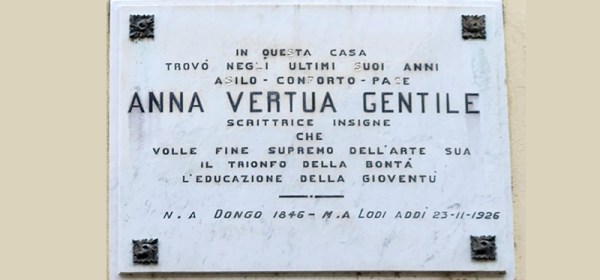 IN QUESTA CASA
TROVÒ NEGLI ULTIMI SUOI ANNI
ASILO - CONFORTO - PACE
ANNA VERTUA GENTILE
SCRITTRICE INSIGNE
CHE
VOLLE FINE SUPREMO DELL'ARTE SUA
IL TRIONFO DELLA BONTÁ
L'EDUCAZIONE DELLA GIOVENTÙ
N. A DONGO 1846 - M. A LODI ADDÌ 23-11-1926